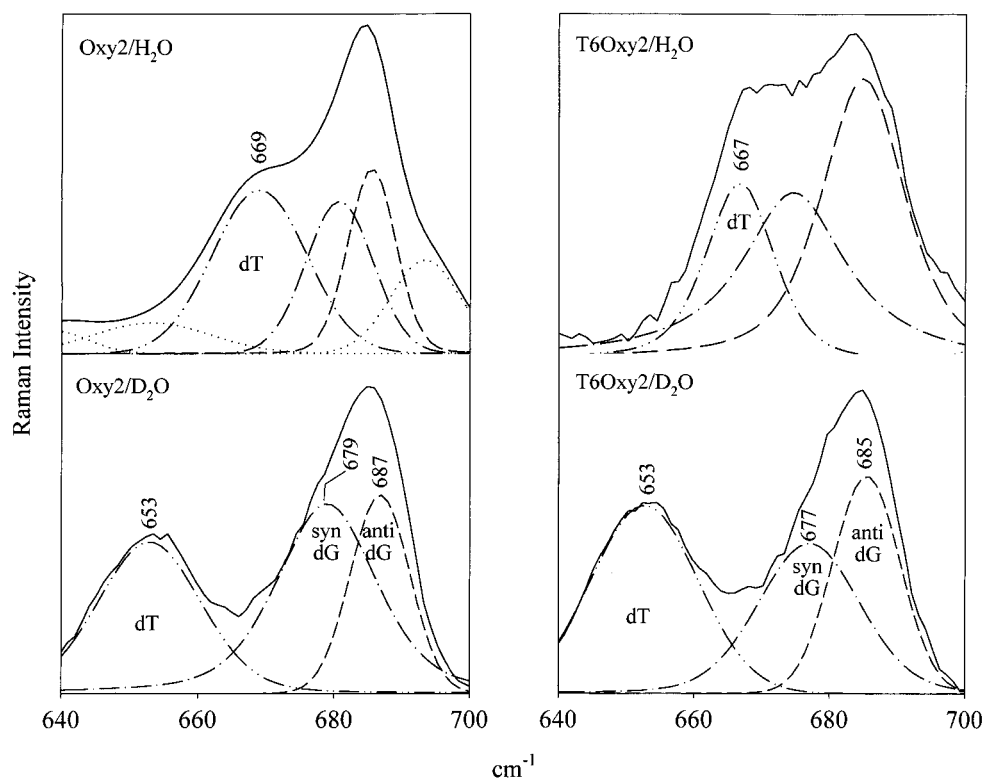 Oxy2/H₂O
669
dT
T6Oxy2/H₂O
667
dT
Raman Intensity
Oxy2/D₂O
653
dT
679
syn
dG
687
anti
dG
T6Oxy2/D₂O
653
dT
677
syn
dG
685
anti
dG
640 660 680 700
640 660 680 700
cm⁻¹